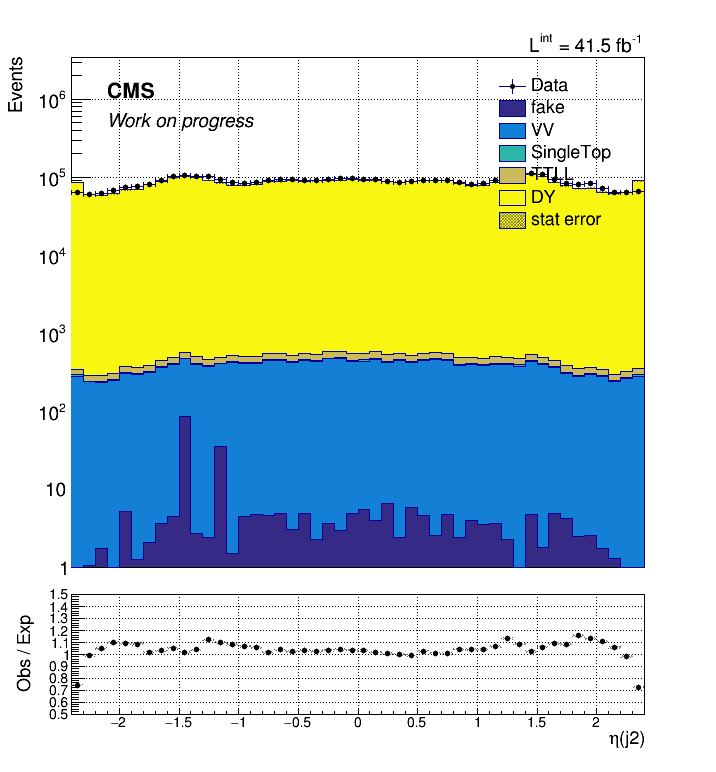 L^int = 41.5 fb^-1
Events
CMS
Work on progress
Data
fake
VV
SingleTop
TTLL
DY
stat error
10^6
10^5
10^4
10^3
10^2
10
1
Obs / Exp
1.5
1.4
1.3
1.2
1.1
1
0.9
0.8
0.7
0.6
0.5
−2 −1.5 −1 −0.5 0 0.5 1 1.5 2
η(j2)